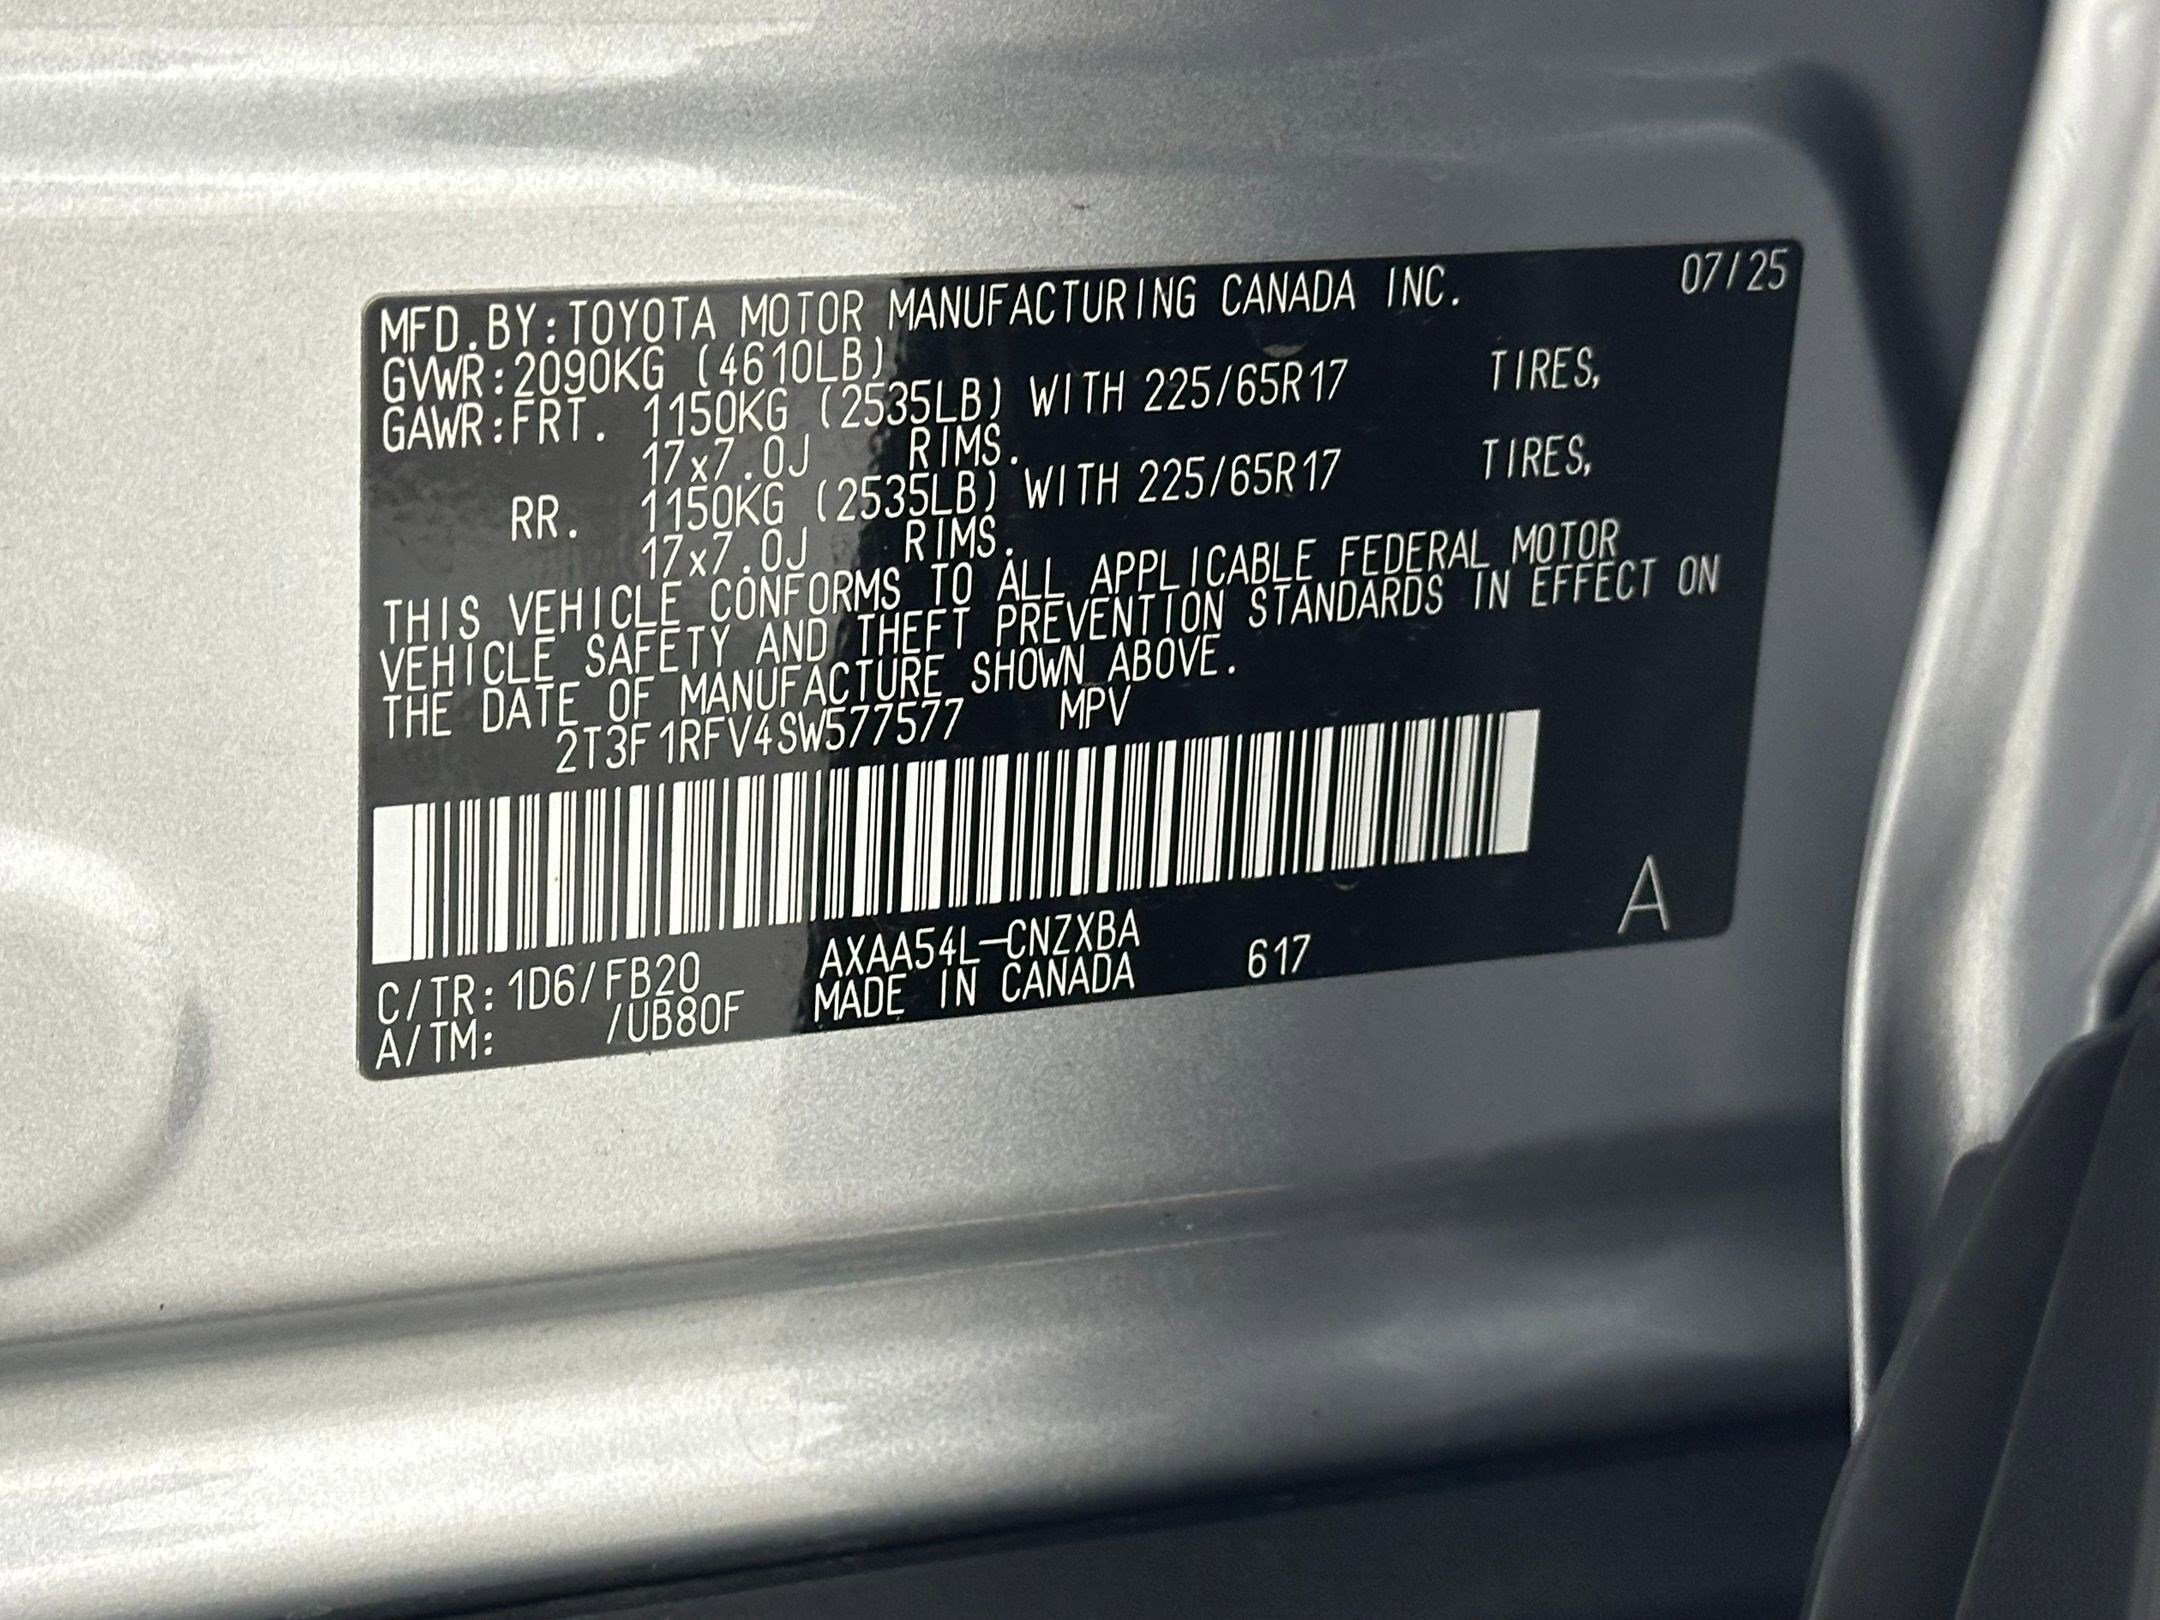 MFD.BY:TOYOTA MOTOR MANUFACTURING CANADA INC. 07/25
GVWR:2090KG (4610LB)
GAWR:FRT. 1150KG (2535LB) WITH 225/65R17 TIRES,
17x7.0J RIMS.
RR. 1150KG (2535LB) WITH 225/65R17 TIRES,
17x7.0J RIMS.
THIS VEHICLE CONFORMS TO ALL APPLICABLE FEDERAL MOTOR
VEHICLE SAFETY AND THEFT PREVENTION STANDARDS IN EFFECT ON
THE DATE OF MANUFACTURE SHOWN ABOVE.
2T3F1RFV4SW577577 MPV
C/TR:1D6/FB20 AXAA54L-CNZXBA 617 A
A/TM: /UB80F MADE IN CANADA